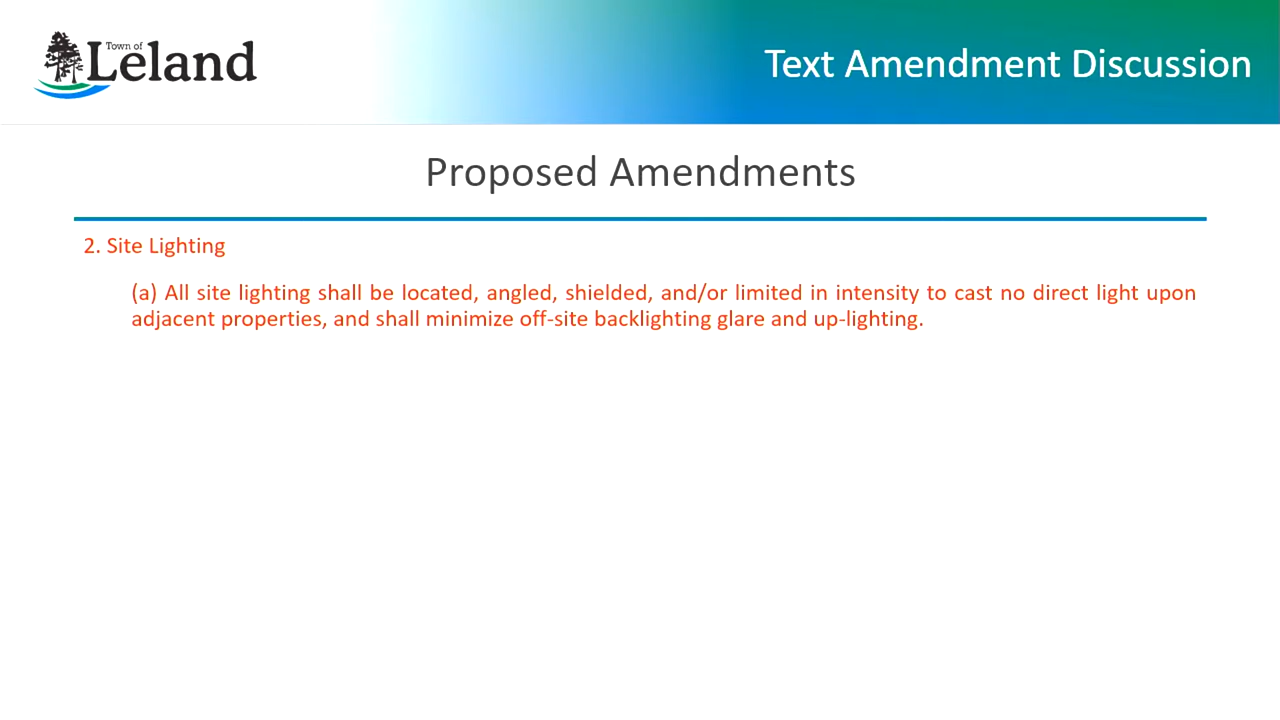 Town of
Leland
Text Amendment Discussion
Proposed Amendments
2. Site Lighting
(a) All site lighting shall be located, angled, shielded, and/or limited in intensity to cast no direct light upon
adjacent properties, and shall minimize off-site backlighting glare and up-lighting.